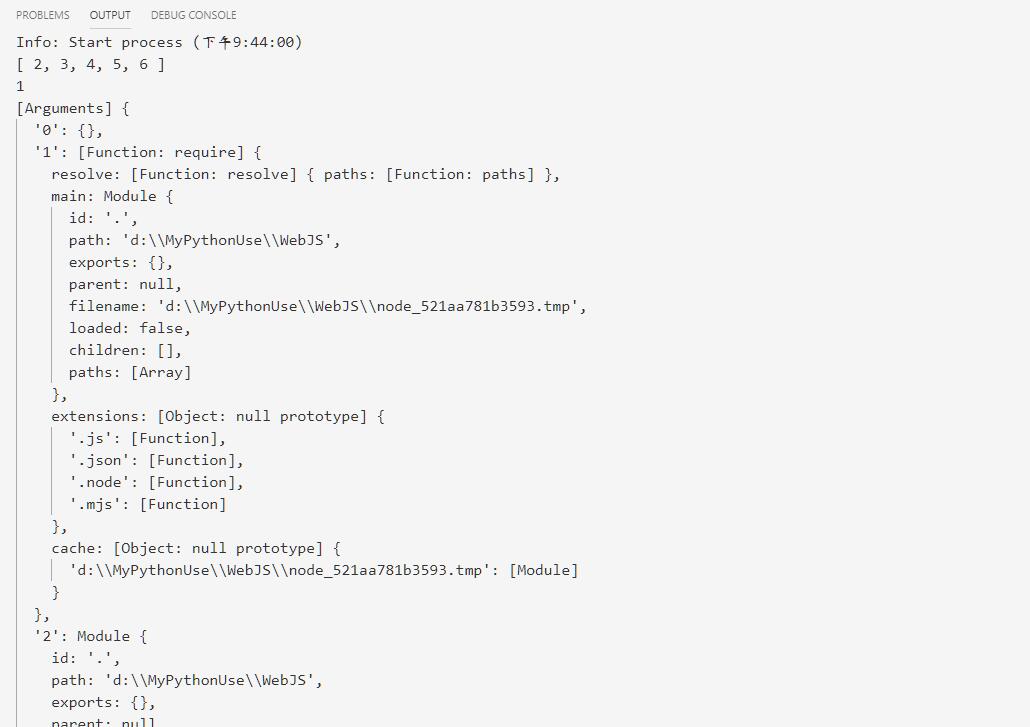 PROBLEMS OUTPUT DEBUG CONSOLE
Info: Start process (下午9:44:00)
[ 2, 3, 4, 5, 6 ]
1
[Arguments] {
  '0': {},
  '1': [Function: require] {
    resolve: [Function: resolve] { paths: [Function: paths] },
    main: Module {
      id: '.',
      path: 'd:\\MyPythonUse\\WebJS',
      exports: {},
      parent: null,
      filename: 'd:\\MyPythonUse\\WebJS\\node_521aa781b3593.tmp',
      loaded: false,
      children: [],
      paths: [Array]
    },
    extensions: [Object: null prototype] {
      '.js': [Function],
      '.json': [Function],
      '.node': [Function],
      '.mjs': [Function]
    },
    cache: [Object: null prototype] {
      'd:\\MyPythonUse\\WebJS\\node_521aa781b3593.tmp': [Module]
    }
  },
  '2': Module {
    id: '.',
    path: 'd:\\MyPythonUse\\WebJS',
    exports: {},
    parent: null